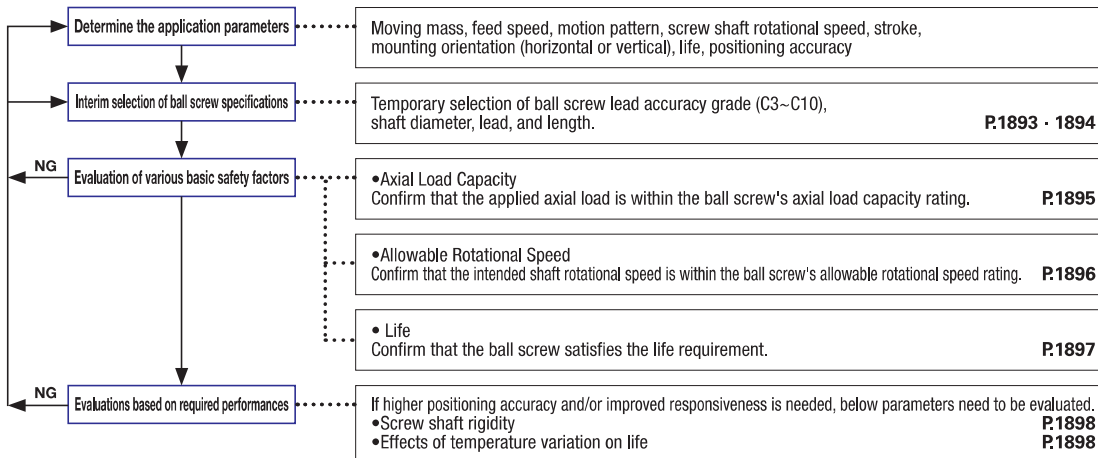 Determine the application parameters
Moving mass, feed speed, motion pattern, screw shaft rotational speed, stroke,
mounting orientation (horizontal or vertical), life, positioning accuracy
Interim selection of ball screw specifications
Temporary selection of ball screw lead accuracy grade (C3~C10),
shaft diameter, lead, and length. P.1893 · 1894
NG
Evaluation of various basic safety factors
•Axial Load Capacity
Confirm that the applied axial load is within the ball screw's axial load capacity rating. P.1895
•Allowable Rotational Speed
Confirm that the intended shaft rotational speed is within the ball screw's allowable rotational speed rating. P.1896
• Life
Confirm that the ball screw satisfies the life requirement. P.1897
NG
Evaluations based on required performances
If higher positioning accuracy and/or improved responsiveness is needed, below parameters need to be evaluated.
•Screw shaft rigidity P.1898
•Effects of temperature variation on life P.1898